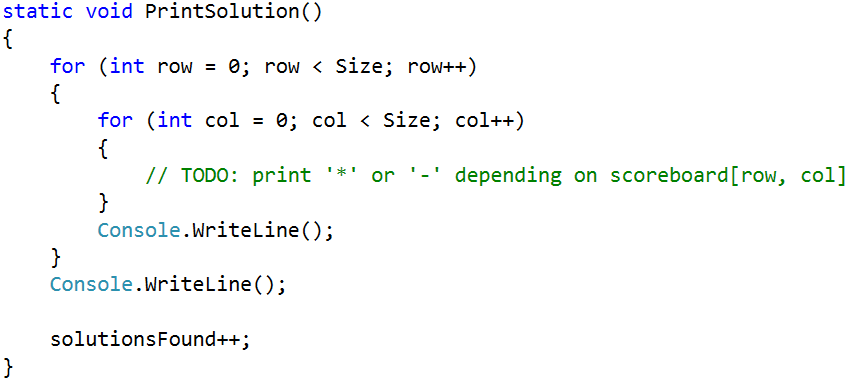 static void PrintSolution()
{
    for (int row = 0; row < Size; row++)
    {
        for (int col = 0; col < Size; col++)
        {
            // TODO: print '*' or '-' depending on scoreboard[row, col]
        }
        Console.WriteLine();
    }
    Console.WriteLine();

    solutionsFound++;
}